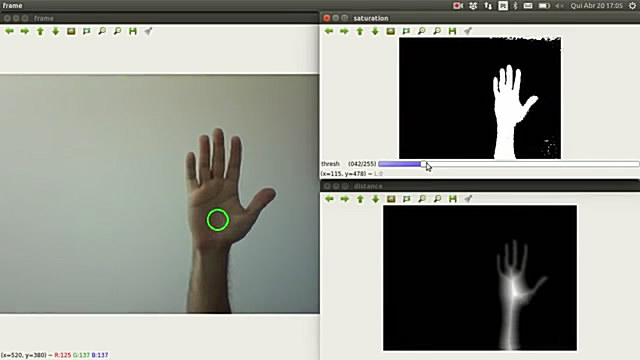 frame
Pt
Qui Abr 20 17:05
frame
saturation
thresh (042/255)
(x=115, y=478) ~ L:0
distance
(x=520, y=380) ~ R:125 G:137 B:137